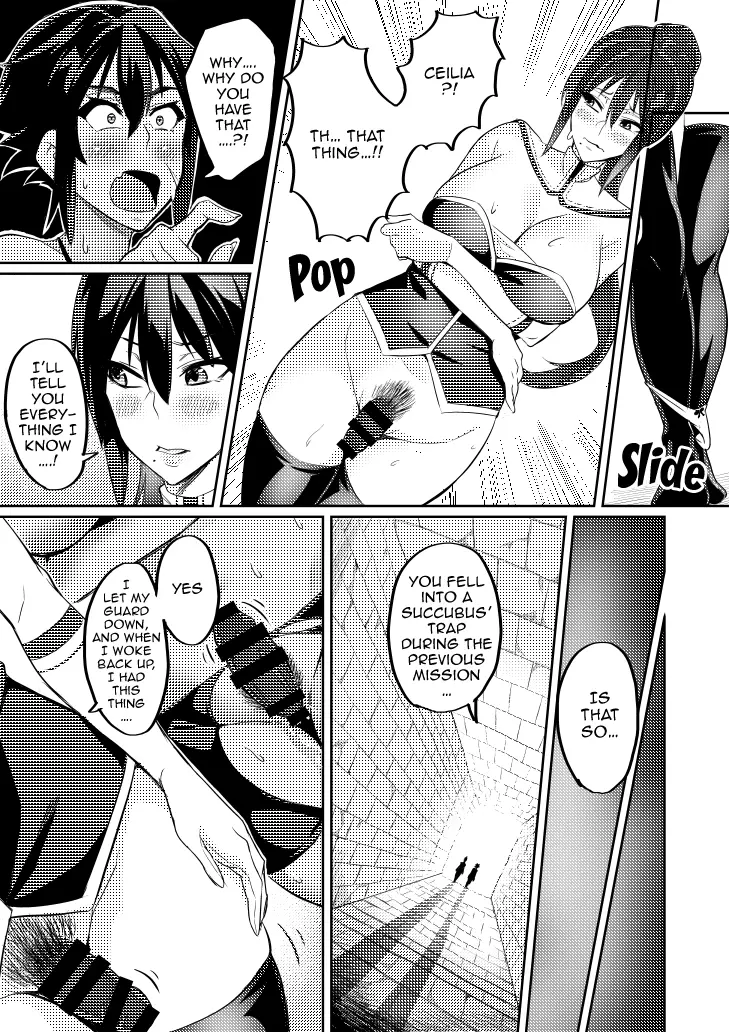 Slide
CEILIA
?!
TH... THAT
THING...!!
Pop
WHY....
WHY DO
YOU
HAVE
THAT
....?!
I'LL
TELL
YOU
EVERY-
THING I
KNOW
....!
IS
THAT
SO...
YOU FELL
INTO A
SUCCUBUS'
TRAP
DURING THE
PREVIOUS
MISSION
...
YES
I
LET MY
GUARD
DOWN,
AND WHEN
I WOKE
BACK UP,
I HAD
THIS
THING
....